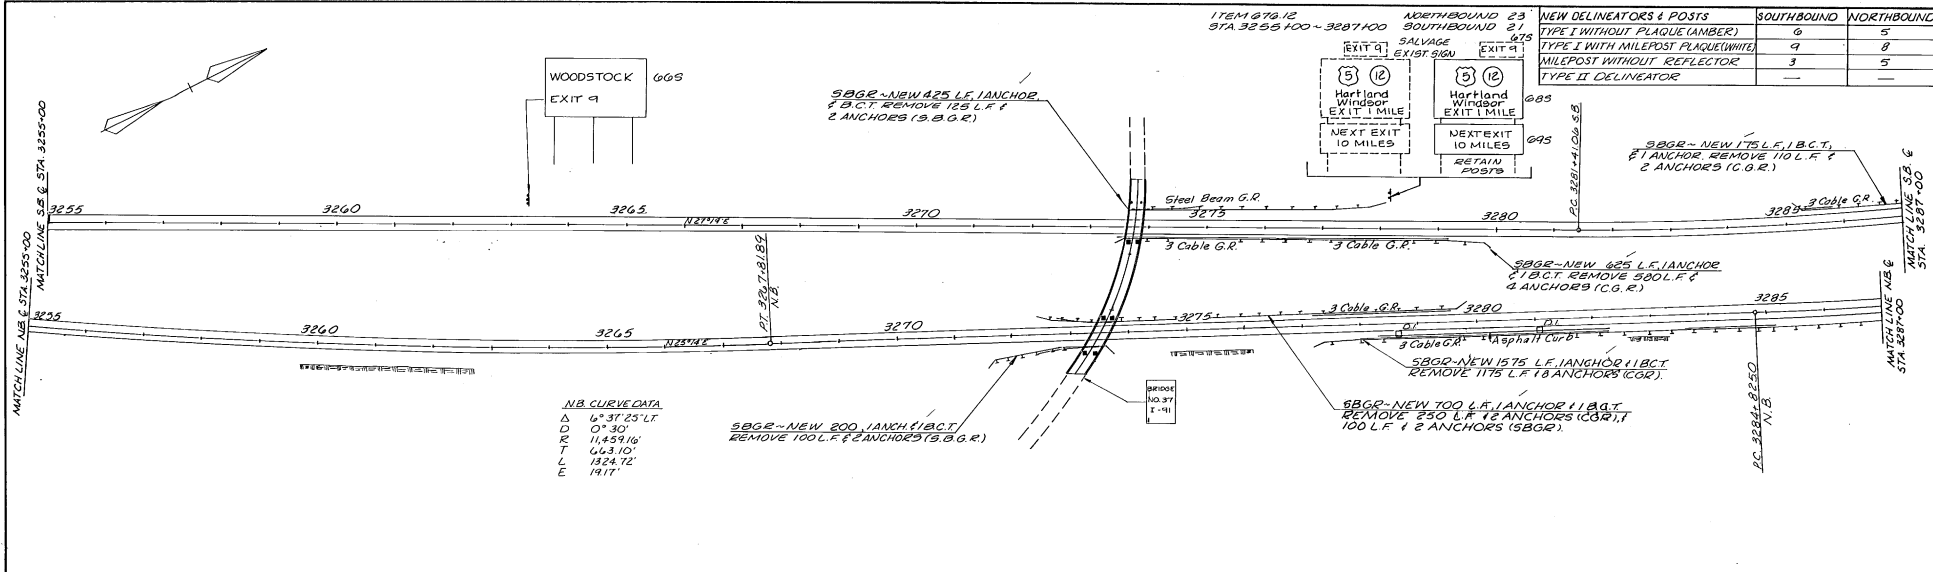 ITEM 676.12
STA. 3255+00 ~ 3287+00
NORTHBOUND 23
SOUTHBOUND 21
NEW DELINEATORS & POSTS SOUTHBOUND NORTHBOUND
TYPE I WITHOUT PLAQUE (AMBER) 6 5
TYPE I WITH MILEPOST PLAQUE (WHITE) 9 8
MILEPOST WITHOUT REFLECTOR 3 5
TYPE II DELINEATOR — —
67S
SALVAGE
EXIST. SIGN
EXIT 9
EXIT 9
5 12
Hartland
Windsor
EXIT 1 MILE
NEXT EXIT
10 MILES
5 12
Hartland
Windsor
EXIT 1 MILE
68S
NEXT EXIT
10 MILES
69S
RETAIN
POSTS
WOODSTOCK
EXIT 9
66S
SBGR ~ NEW 425 L.F., 1 ANCHOR,
& B.C.T. REMOVE 125 L.F. &
2 ANCHORS (S.B.G.R.)
SBGR ~ NEW 175 L.F., 1 B.C.T.,
& 1 ANCHOR. REMOVE 110 L.F. &
2 ANCHORS (C.G.R.)
MATCH LINE S.B. ℄ STA. 3255+00
3255
3260
3265
N 27°14' E
3270
Steel Beam G.R.
3275
3280
P.C. 3281+41.06 S.B.
3285
3 Cable G.R.
MATCH LINE S.B. ℄
STA. 3287+00
3 Cable G.R.
3 Cable G.R.
SBGR ~ NEW 625 L.F., 1 ANCHOR
& 1 B.C.T. REMOVE 580 L.F. &
4 ANCHORS (C.G.R.)
MATCH LINE N.B. ℄ STA. 3255+00
3255
3260
3265
N 25°14' E
P.T. 3267+81.89
N.B.
3270
3275
3 Cable G.R.
3280
3285
D.I.
D.I.
3 Cable G.R.
Asphalt Curb
MATCH LINE N.B. ℄
STA. 3287+00
P.C. 3284+82.50
N.B.
SBGR ~ NEW 1575 L.F., 1 ANCHOR & 1 B.C.T.
REMOVE 1175 L.F. & 8 ANCHORS (CGR).
SBGR ~ NEW 700 L.F., 1 ANCHOR & 1 B.C.T.
REMOVE 250 L.F. & 2 ANCHORS (CGR), &
100 L.F. & 2 ANCHORS (SBGR).
BRIDGE
NO. 37
I-91
SBGR ~ NEW 200, 1 ANCH. & 1 B.C.T.
REMOVE 100 L.F. & 2 ANCHORS (S.B.G.R.)
N.B. CURVE DATA
Δ 6° 37' 25" LT.
D 0° 30'
R 11,459.16'
T 663.10'
L 1324.72'
E 19.17'